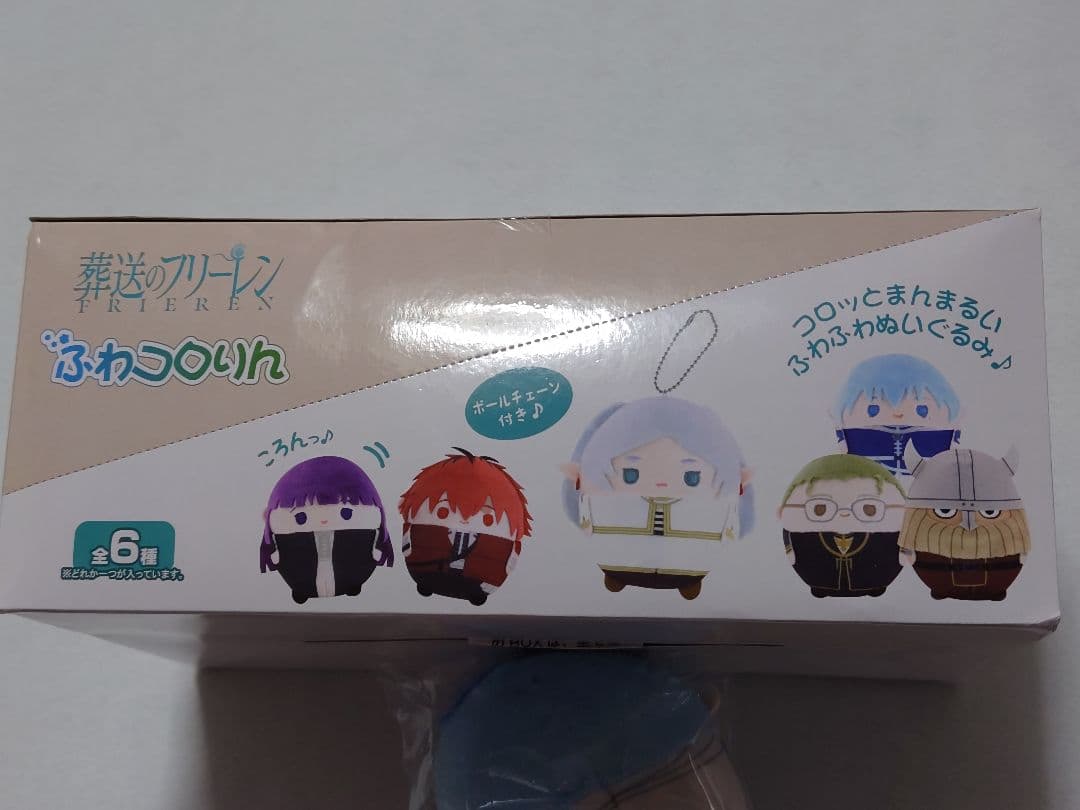 葬送のフリーレン
FRIEREN
ふわコロりん
コロッとまんまるい
ふわふわぬいぐるみ♪
ボールチェーン
付き♪
ころんっ♪
全6種
※どれか一つが入っています。